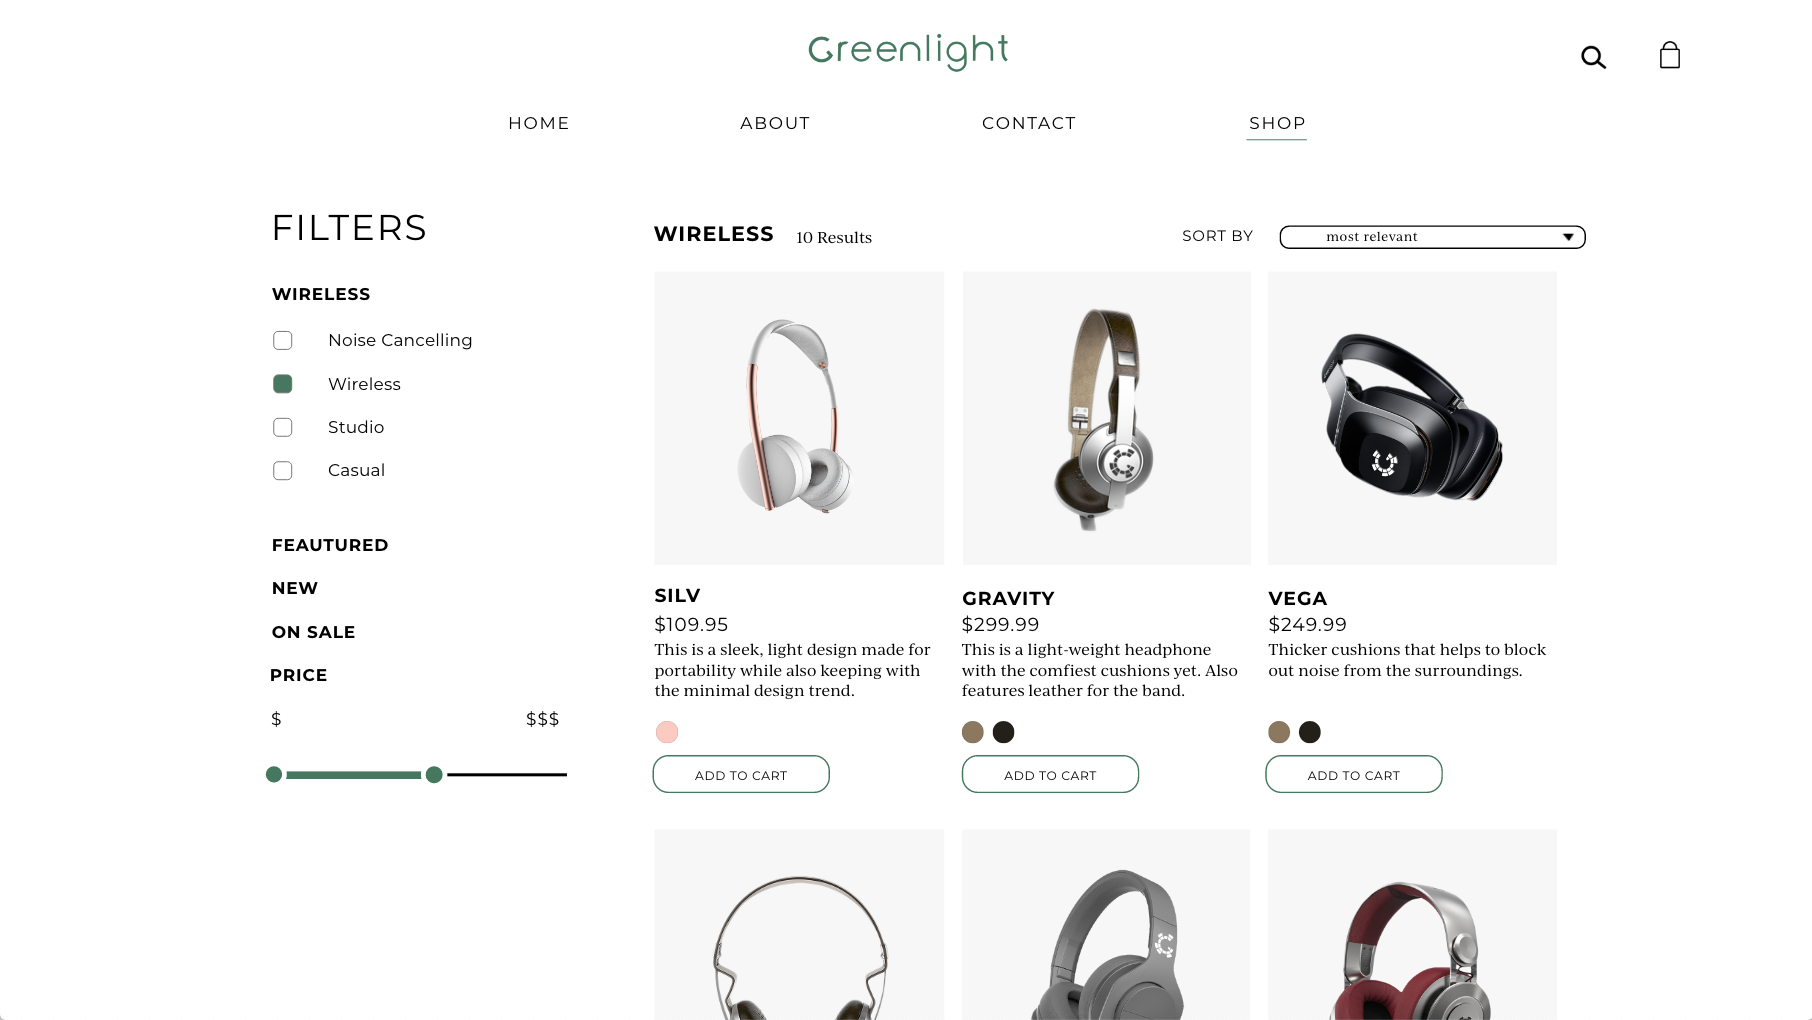 Greenlight
HOME
ABOUT
CONTACT
SHOP
FILTERS
WIRELESS
Noise Cancelling
Wireless
Studio
Casual
FEAUTURED
NEW
ON SALE
PRICE
$
$$$
WIRELESS
10 Results
SORT BY
most relevant
SILV
$109.95
This is a sleek, light design made for
portability while also keeping with
the minimal design trend.
ADD TO CART
GRAVITY
$299.99
This is a light-weight headphone
with the comfiest cushions yet. Also
features leather for the band.
ADD TO CART
VEGA
$249.99
Thicker cushions that helps to block
out noise from the surroundings.
ADD TO CART